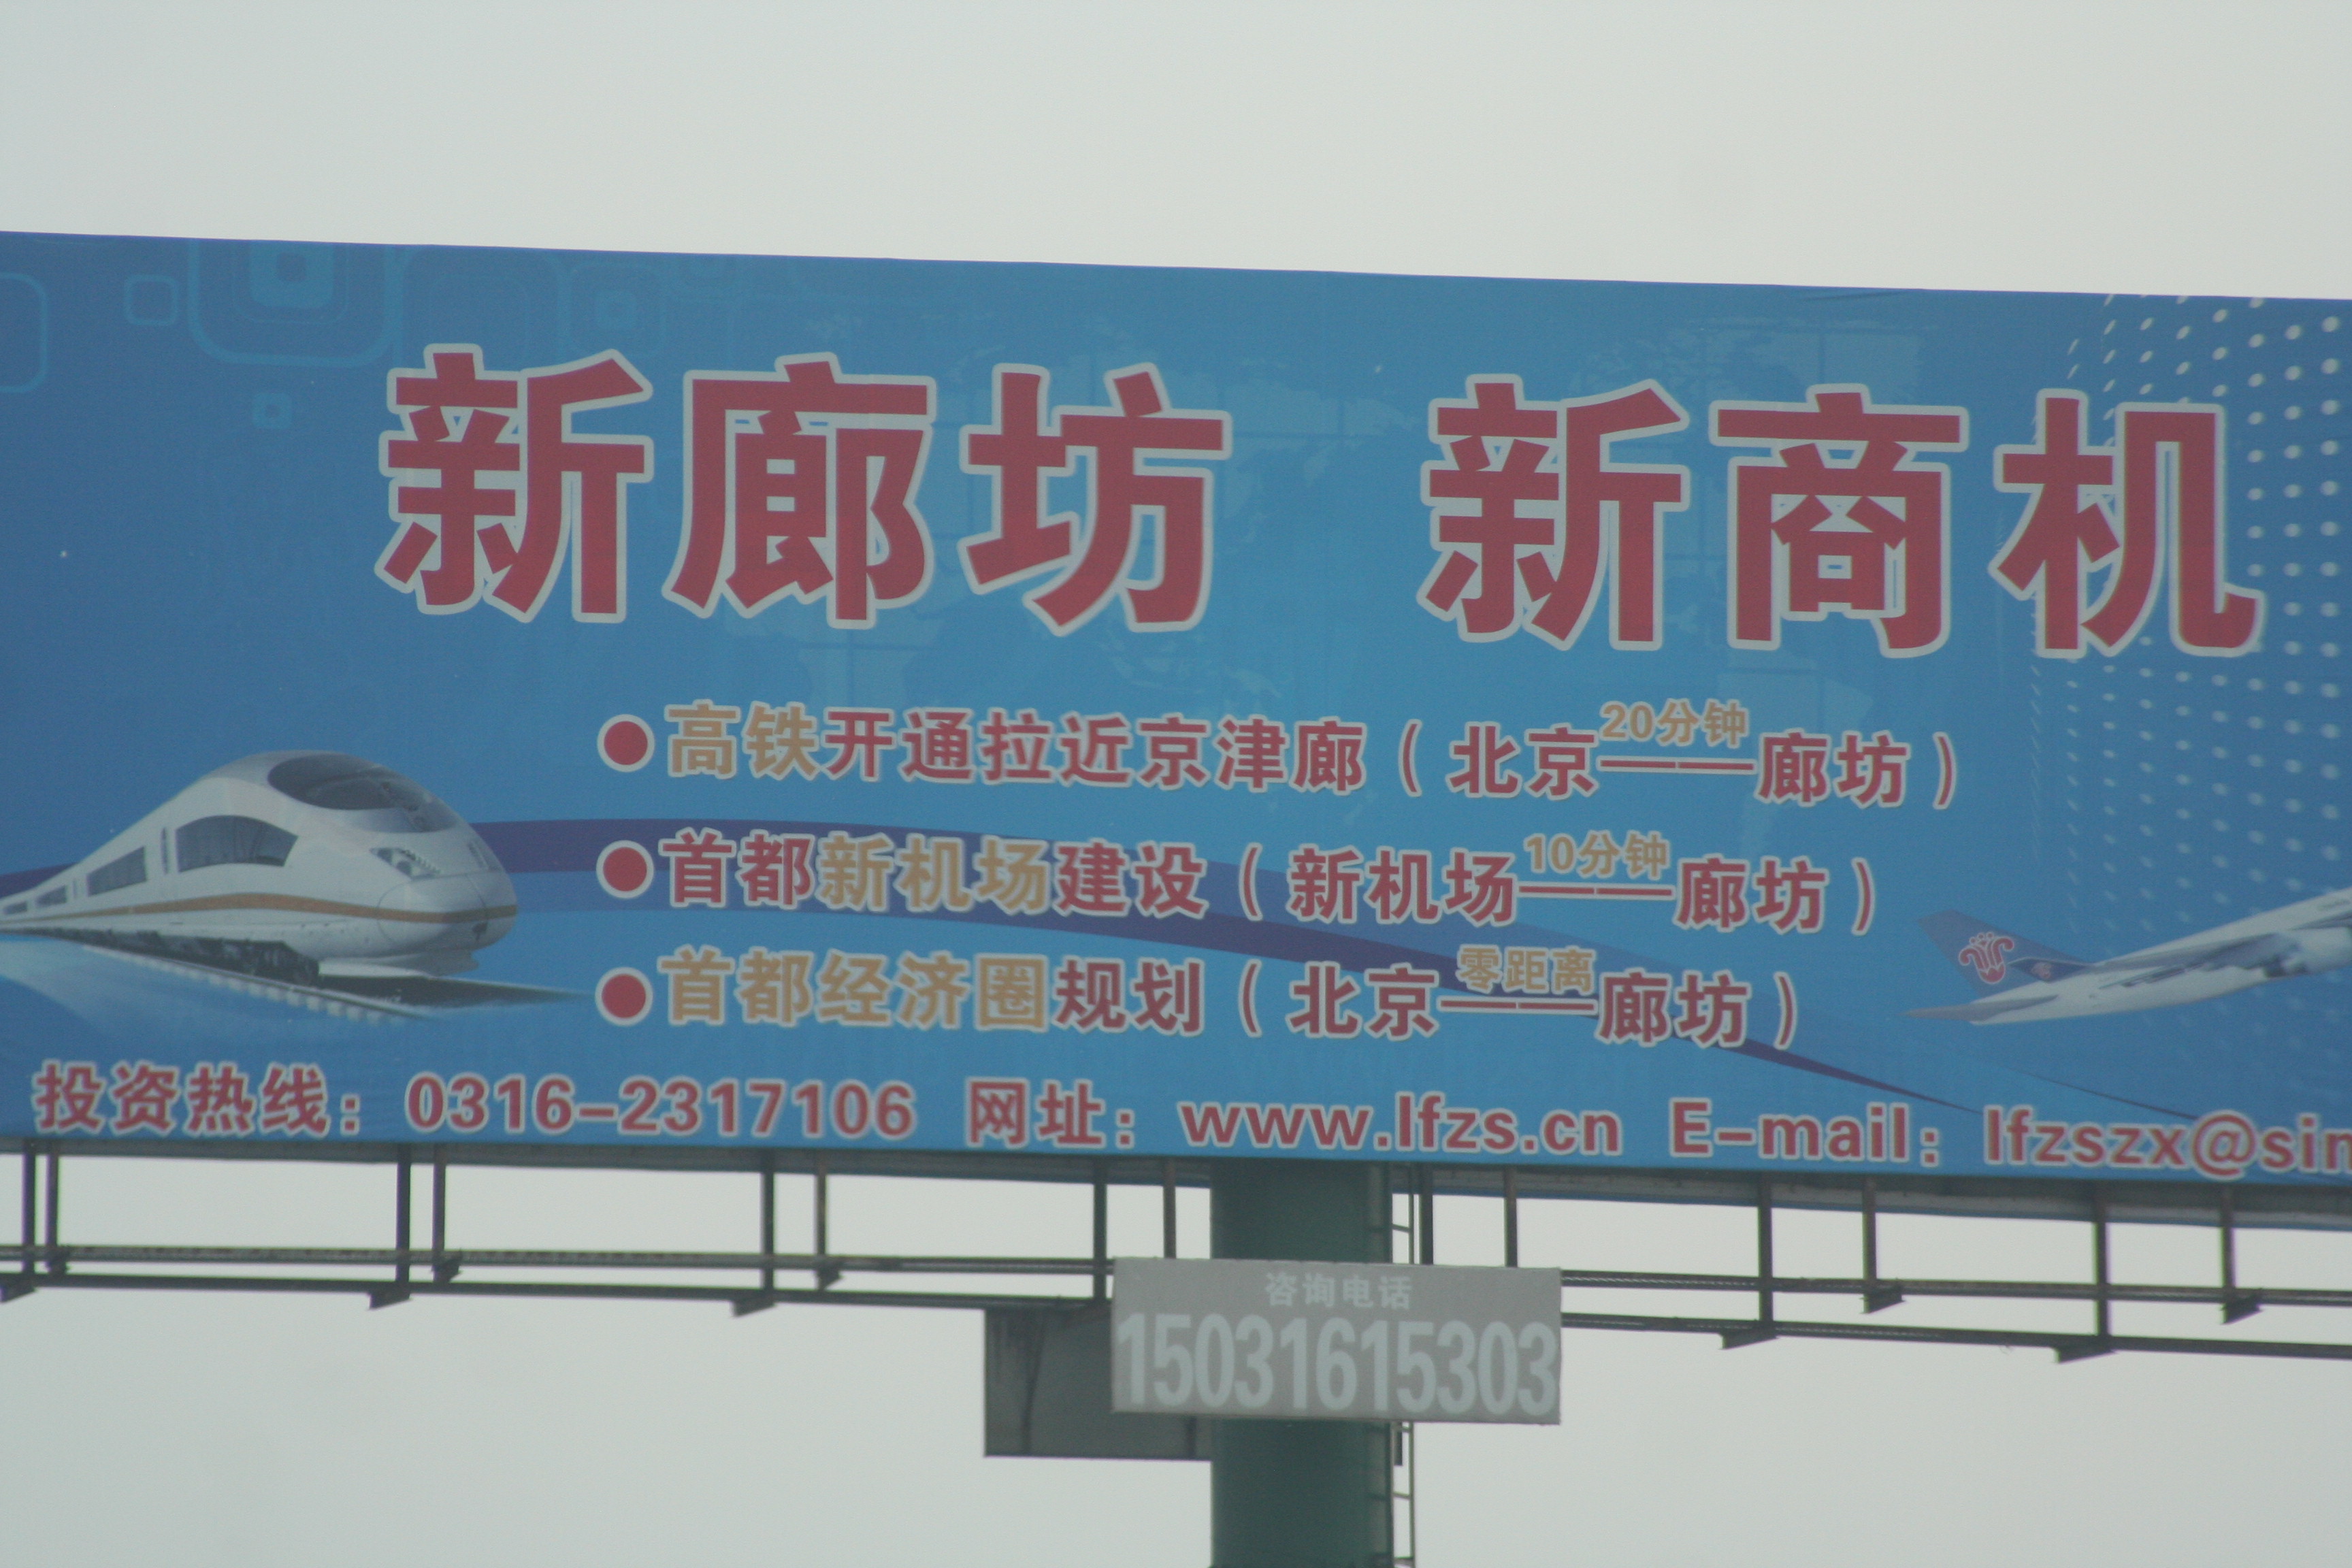 新廊坊 新商机
●高铁开通拉近京津廊（北京——20分钟——廊坊）
●首都新机场建设（新机场——10分钟——廊坊）
●首都经济圈规划（北京——零距离——廊坊）
投资热线：0316-2317106 网址：www.lfzs.cn E-mail：lfzszx@sin
咨询电话
15031615303